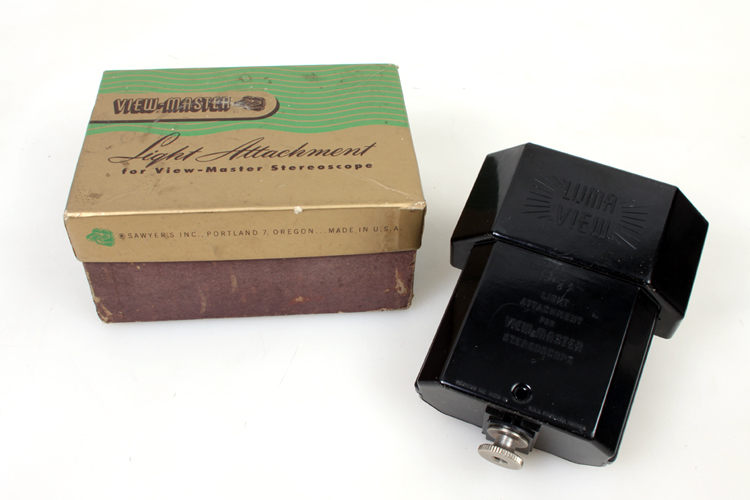 VIEW-MASTER
Light Attachment
for View-Master Stereoscope
SAWYER'S INC., PORTLAND 7, OREGON...MADE IN U.S.A
LUMA
VIEW
LIGHT
ATTACHMENT
FOR
VIEW-MASTER
STEREOSCOPE